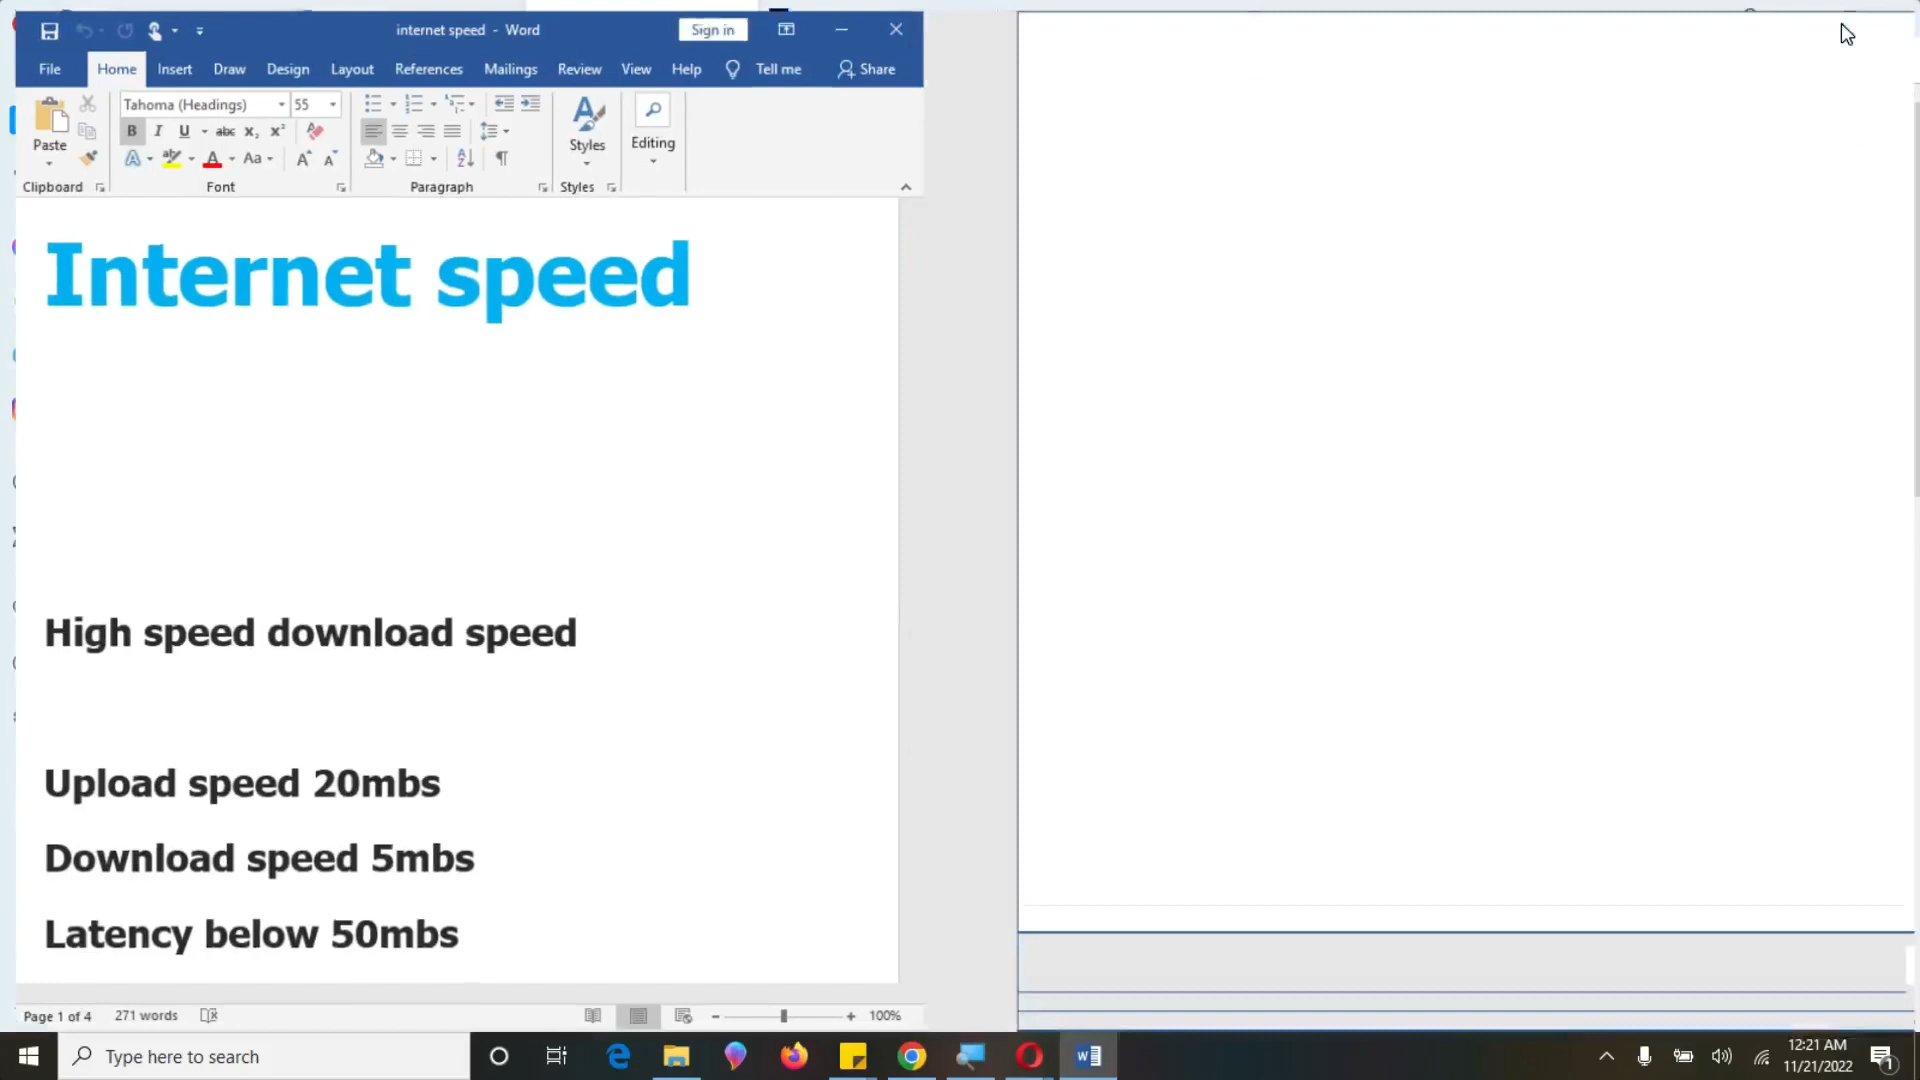 internet speed - Word
Sign in
File Home Insert Draw Design Layout References Mailings Review View Help Tell me Share
Tahoma (Headings) 55
Paste
Styles
Editing
Clipboard Font Paragraph Styles
Internet speed
High speed download speed
Upload speed 20mbs
Download speed 5mbs
Latency below 50mbs
Page 1 of 4 271 words 100%
Type here to search
12:21 AM
11/21/2022
1